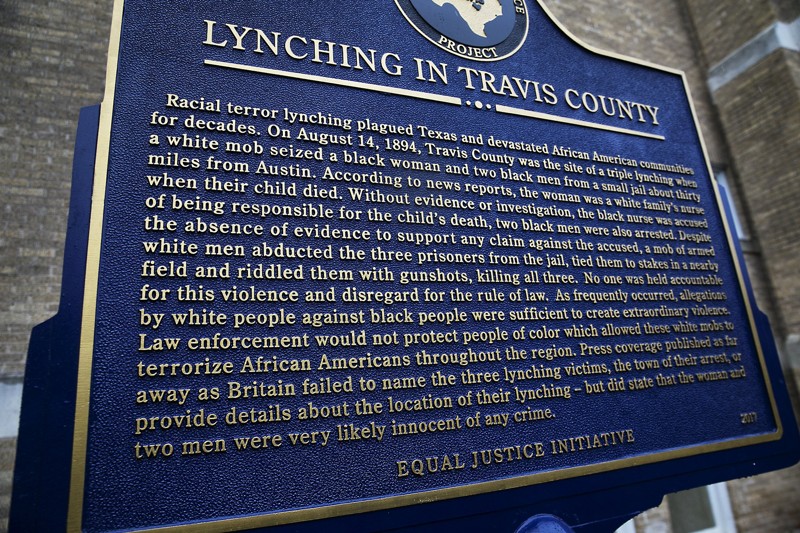 CE
PROJECT
LYNCHING IN TRAVIS COUNTY
Racial terror lynching plagued Texas and devastated African American communities
for decades. On August 14, 1894, Travis County was the site of a triple lynching when
a white mob seized a black woman and two black men from a small jail about thirty
miles from Austin. According to news reports, the woman was a white family's nurse
when their child died. Without evidence or investigation, the black nurse was accused
of being responsible for the child's death, two black men were also arrested. Despite
the absence of evidence to support any claim against the accused, a mob of armed
white men abducted the three prisoners from the jail, tied them to stakes in a nearby
field and riddled them with gunshots, killing all three. No one was held accountable
for this violence and disregard for the rule of law. As frequently occurred, allegations
by white people against black people were sufficient to create extraordinary violence.
Law enforcement would not protect people of color which allowed these white mobs to
terrorize African Americans throughout the region. Press coverage published as far
away as Britain failed to name the three lynching victims, the town of their arrest, or
provide details about the location of their lynching – but did state that the woman and
two men were very likely innocent of any crime.
2017
EQUAL JUSTICE INITIATIVE